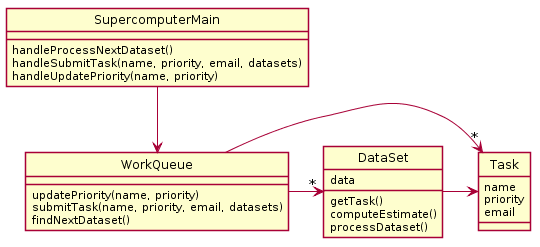 SupercomputerMain
handleProcessNextDataset()
handleSubmitTask(name, priority, email, datasets)
handleUpdatePriority(name, priority)
WorkQueue
updatePriority(name, priority)
submitTask(name, priority, email, datasets)
findNextDataset()
*
DataSet
data
getTask()
computeEstimate()
processDataset()
*
Task
name
priority
email